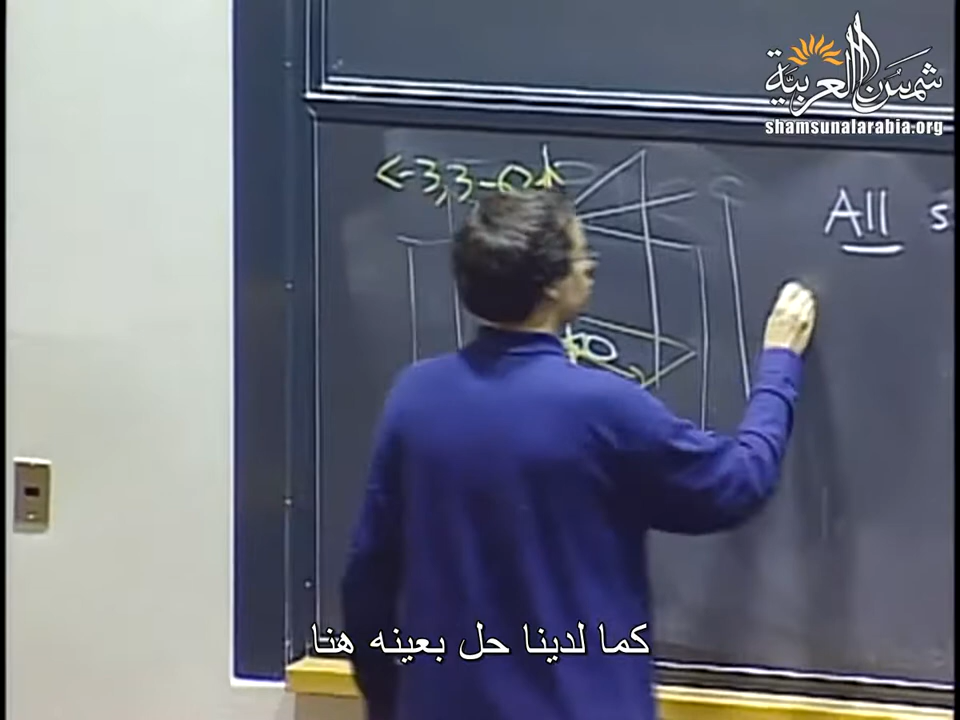 شمس العربية
shamsunalarabia.org
All
كما لدينا حل بعينه هنا